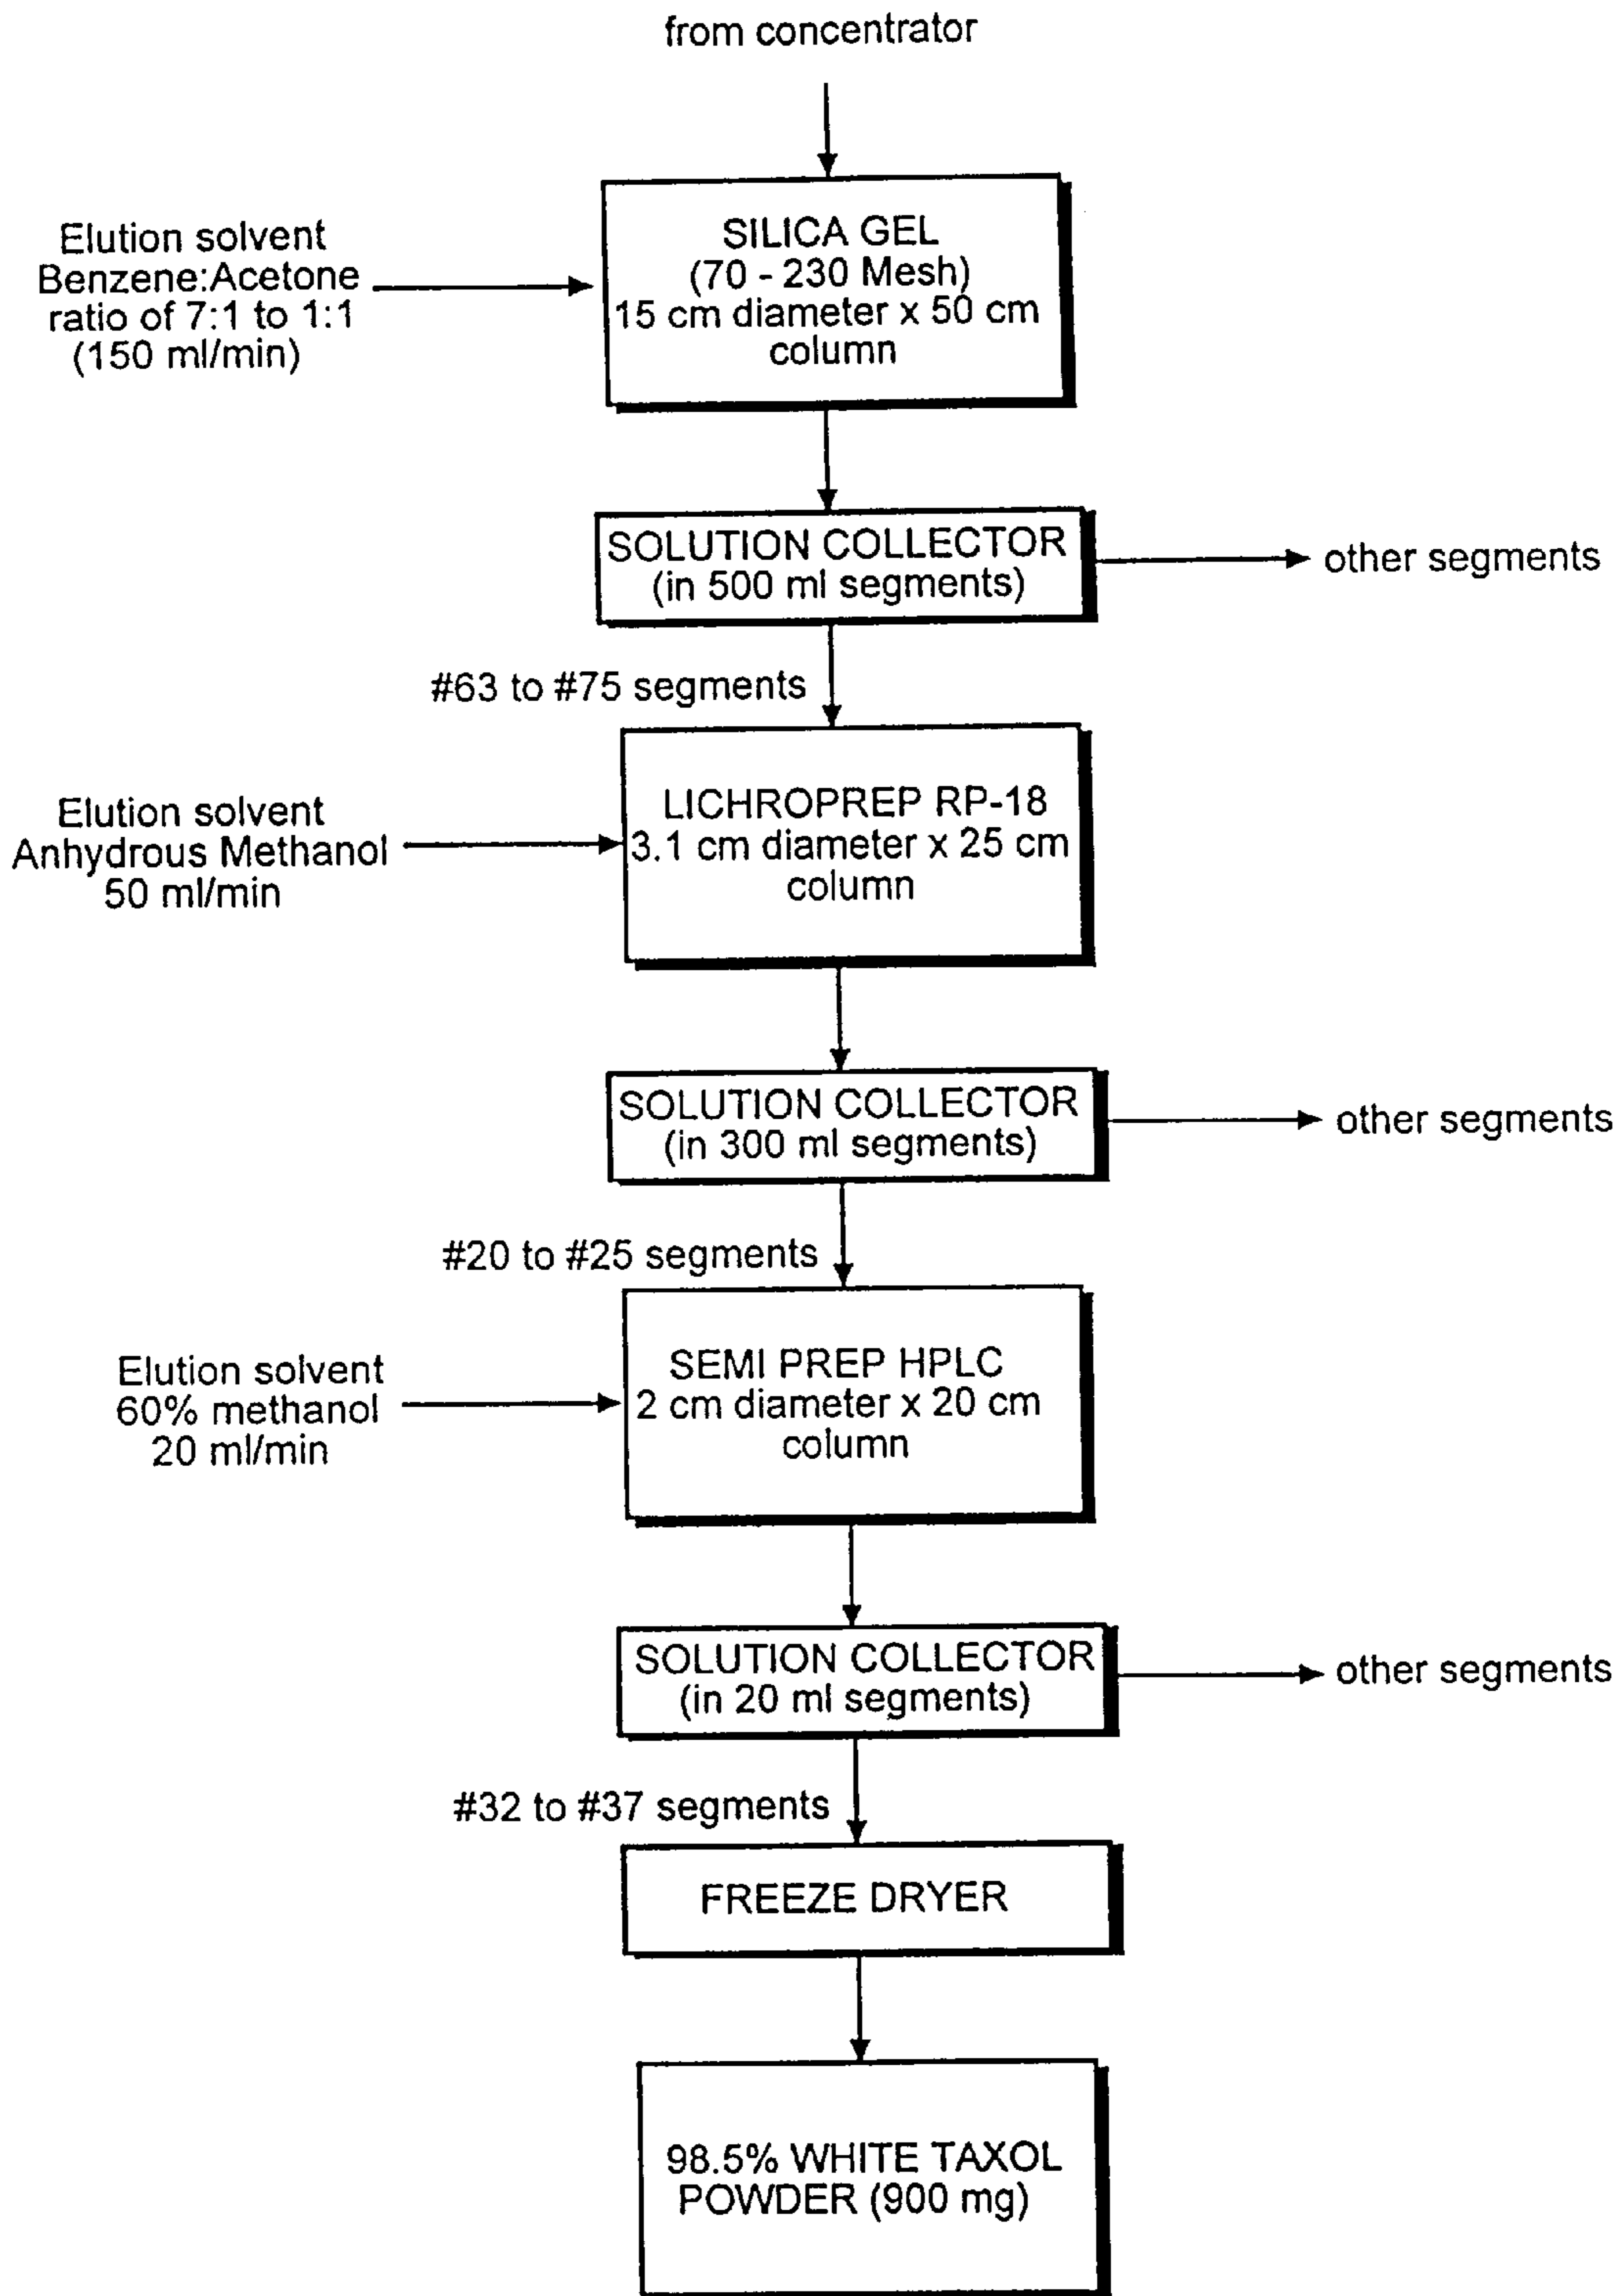 from concentrator
Elution solvent
Benzene:Acetone
ratio of 7:1 to 1:1
(150 ml/min)
SILICA GEL
(70 - 230 Mesh)
15 cm diameter x 50 cm
column
SOLUTION COLLECTOR
(in 500 ml segments)
other segments
#63 to #75 segments
Elution solvent
Anhydrous Methanol
50 ml/min
LICHROPREP RP-18
3.1 cm diameter x 25 cm
column
SOLUTION COLLECTOR
(in 300 ml segments)
other segments
#20 to #25 segments
Elution solvent
60% methanol
20 ml/min
SEMI PREP HPLC
2 cm diameter x 20 cm
column
SOLUTION COLLECTOR
(in 20 ml segments)
other segments
#32 to #37 segments
FREEZE DRYER
98.5% WHITE TAXOL
POWDER (900 mg)